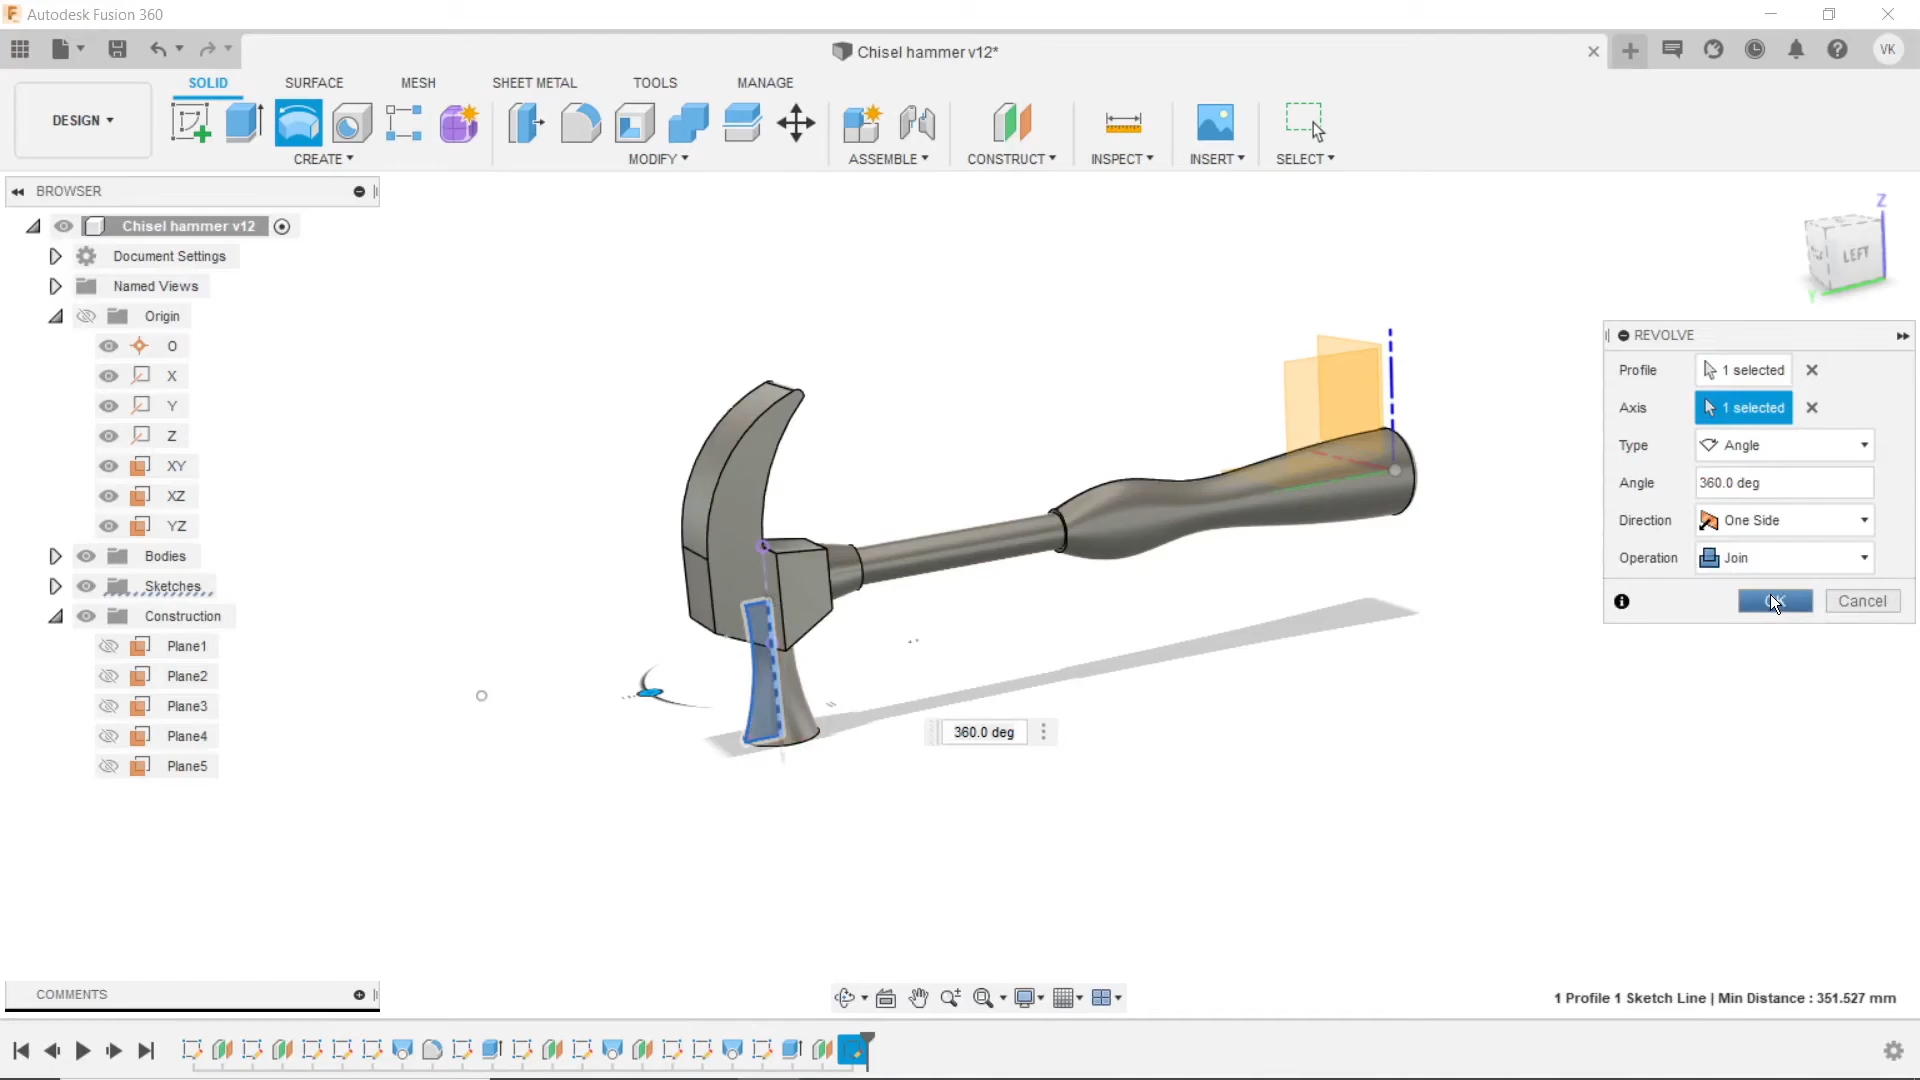 Autodesk Fusion 360
Chisel hammer v12*
VK
SOLID
SURFACE
MESH
SHEET METAL
TOOLS
MANAGE
DESIGN
CREATE
MODIFY
ASSEMBLE
CONSTRUCT
INSPECT
INSERT
SELECT
BROWSER
Chisel hammer v12
Document Settings
Named Views
Origin
O
X
Y
Z
XY
XZ
YZ
Bodies
Sketches
Construction
Plane1
Plane2
Plane3
Plane4
Plane5
Z
LEFT
Y
REVOLVE
Profile 1 selected
Axis 1 selected
Type Angle
Angle 360.0 deg
Direction One Side
Operation Join
OK Cancel
360.0 deg
COMMENTS
1 Profile 1 Sketch Line | Min Distance : 351.527 mm